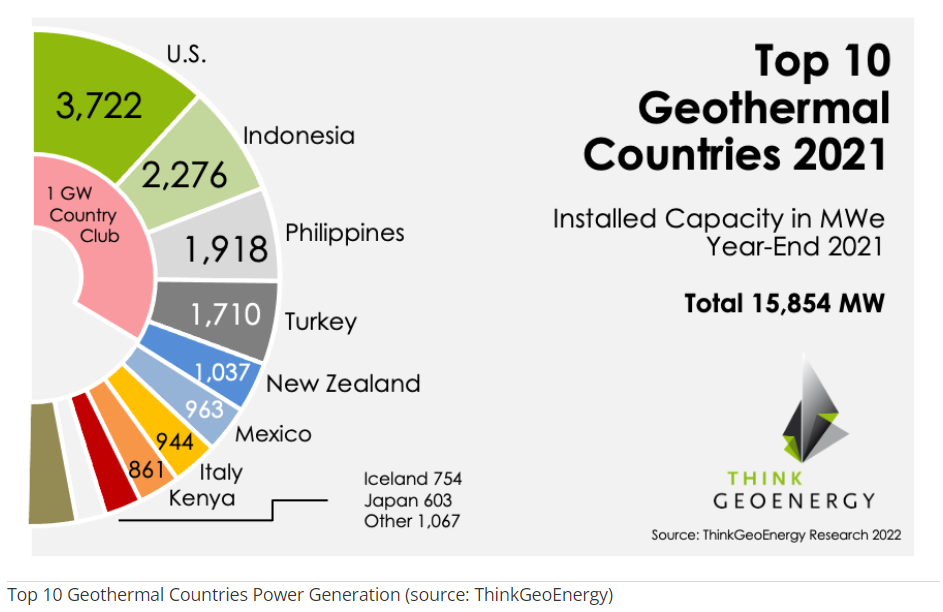 Top 10
Geothermal
Countries 2021
Installed Capacity in MWe
Year-End 2021
Total 15,854 MW
U.S.
3,722
Indonesia
2,276
1 GW
Country
Club
Philippines
1,918
Turkey
1,710
New Zealand
1,037
Mexico
963
Italy
944
Kenya
861
Iceland 754
Japan 603
Other 1,067
THINK
GEOENERGY
Source: ThinkGeoEnergy Research 2022
Top 10 Geothermal Countries Power Generation (source: ThinkGeoEnergy)